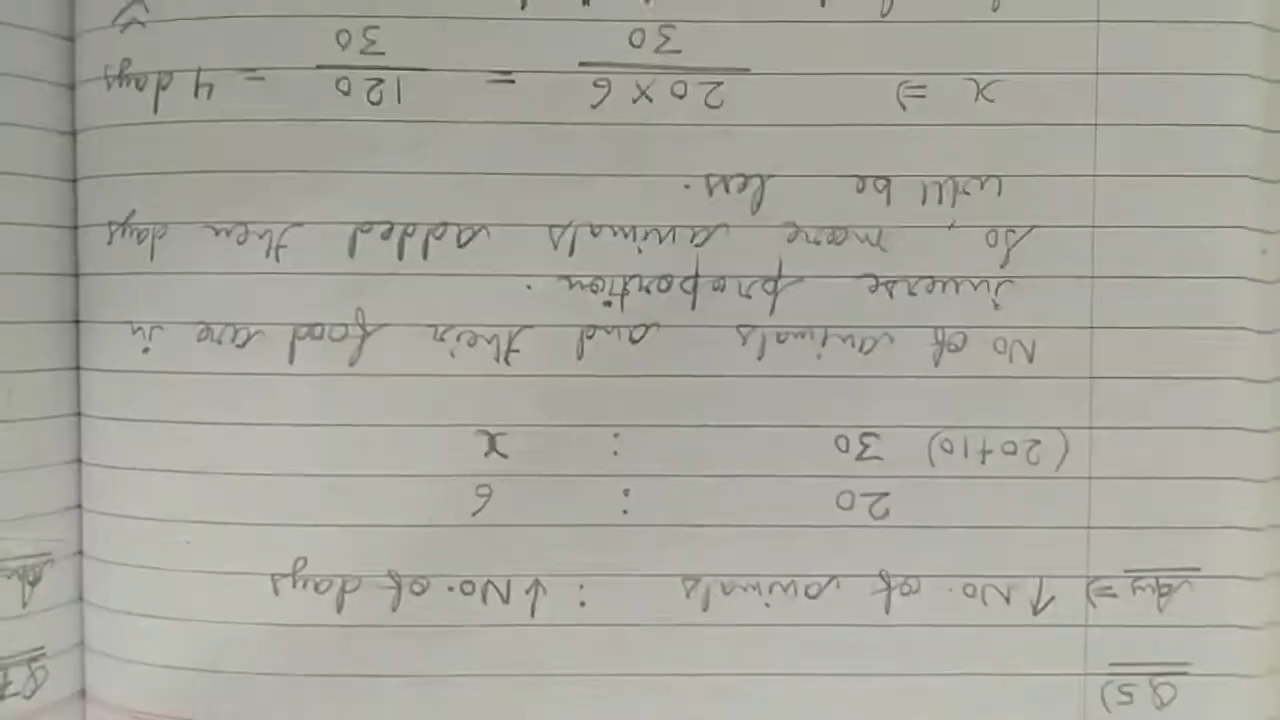 Q5)
Ans ⇒ ↑ No. of animals : ↓ No. of days
20 : 6
(20+10) 30 : x
No of animals and their food are in
inverse proportion.
So, more animals added then days
will be less.
x ⇒ 20 × 6 / 30 = 120 / 30 = 4 days